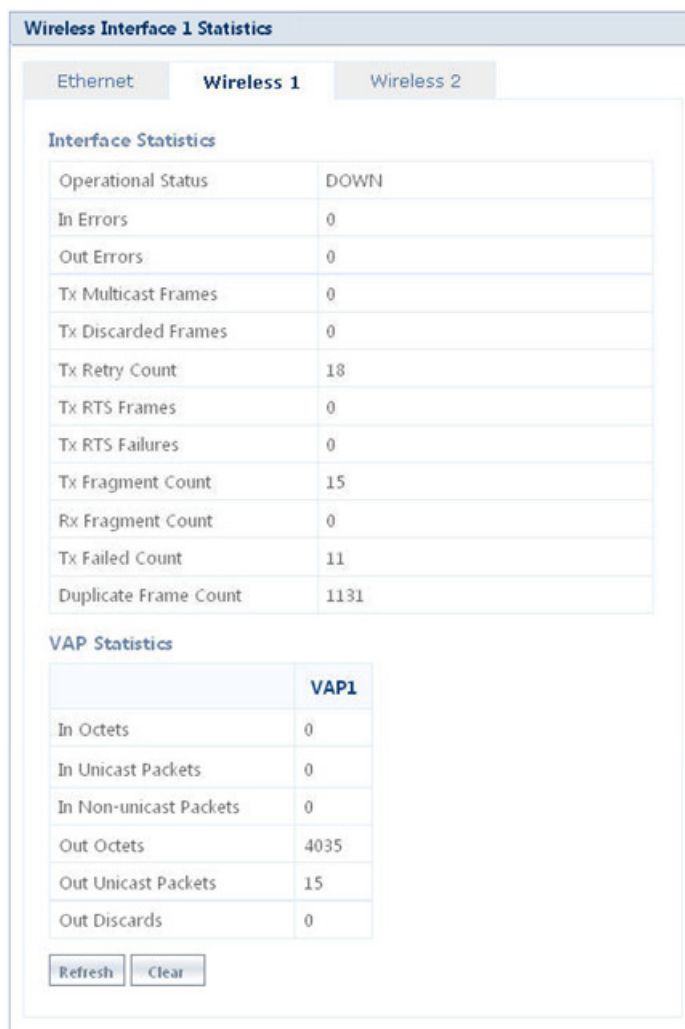 Wireless Interface 1 Statistics
Ethernet Wireless 1 Wireless 2
Interface Statistics
Operational Status DOWN
In Errors 0
Out Errors 0
Tx Multicast Frames 0
Tx Discarded Frames 0
Tx Retry Count 18
Tx RTS Frames 0
Tx RTS Failures 0
Tx Fragment Count 15
Rx Fragment Count 0
Tx Failed Count 11
Duplicate Frame Count 1131
VAP Statistics
VAP1
In Octets 0
In Unicast Packets 0
In Non-unicast Packets 0
Out Octets 4035
Out Unicast Packets 15
Out Discards 0
Refresh Clear